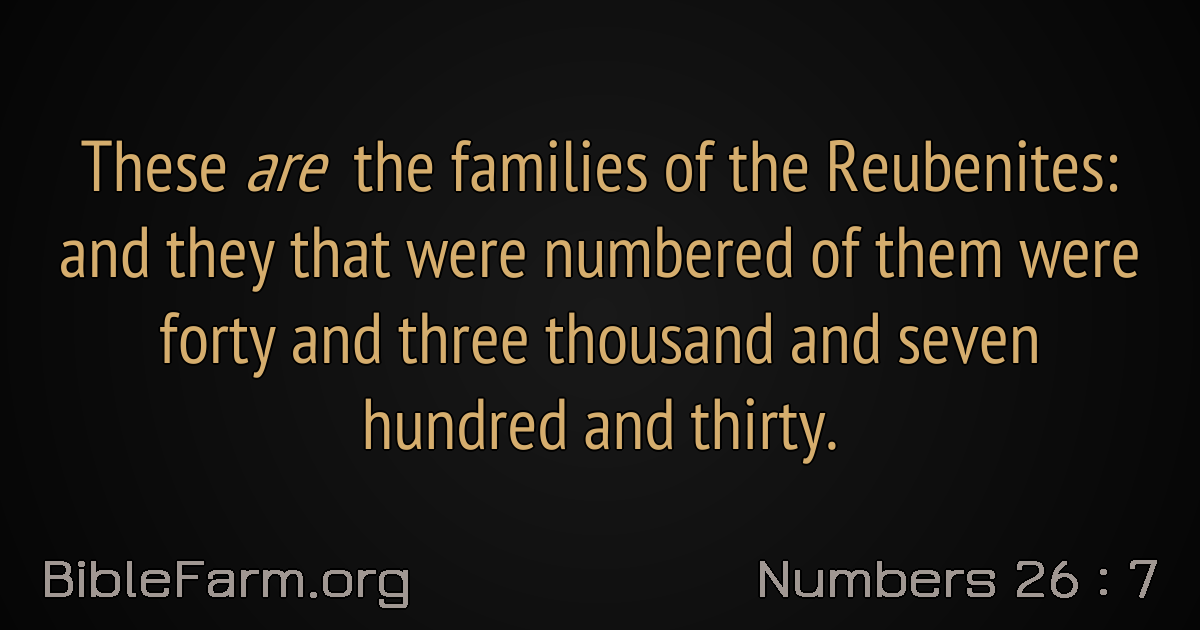 These are the families of the Reubenites:
and they that were numbered of them were
forty and three thousand and seven
hundred and thirty.
BibleFarm.org
Numbers 26 : 7